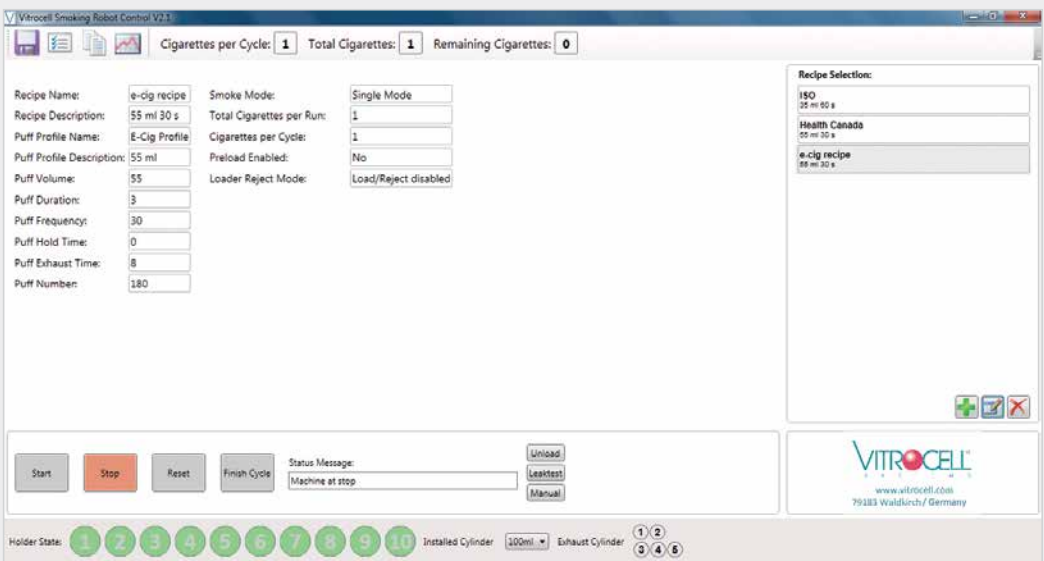 Vitrocell Smoking Robot Control V2.1
Cigarettes per Cycle: 1 Total Cigarettes: 1 Remaining Cigarettes: 0
Recipe Name: e-cig recipe Smoke Mode: Single Mode
Recipe Description: 55 ml 30 s Total Cigarettes per Run: 1
Puff Profile Name: E-Cig Profile Cigarettes per Cycle: 1
Puff Profile Description: 55 ml Preload Enabled: No
Puff Volume: 55 Loader Reject Mode: Load/Reject disabled
Puff Duration: 3
Puff Frequency: 30
Puff Hold Time: 0
Puff Exhaust Time: 8
Puff Number: 180
Recipe Selection:
ISO
35 ml 60 s
Health Canada
55 ml 30 s
e-cig recipe
55 ml 30 s
Start Stop Reset Finish Cycle
Status Message:
Machine at stop
Unload
Leaktest
Manual
VITROCELL
SYSTEMS
www.vitrocell.com
79183 Waldkirch / Germany
Holder State: 1 2 3 4 5 6 7 8 9 10 Installed Cylinder 100ml Exhaust Cylinder 1 2
3 4 5